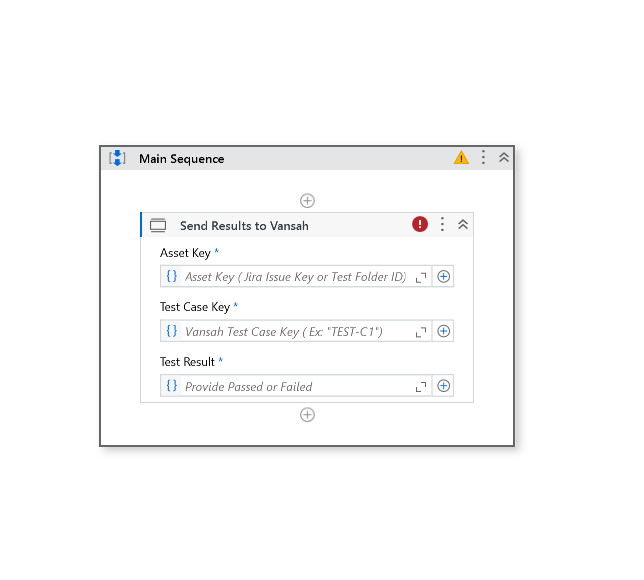 Main Sequence
Send Results to Vansah
Asset Key *
{} Asset Key (Jira Issue Key or Test Folder ID)
Test Case Key *
{} Vansah Test Case Key (Ex: "TEST-C1")
Test Result *
{} Provide Passed or Failed